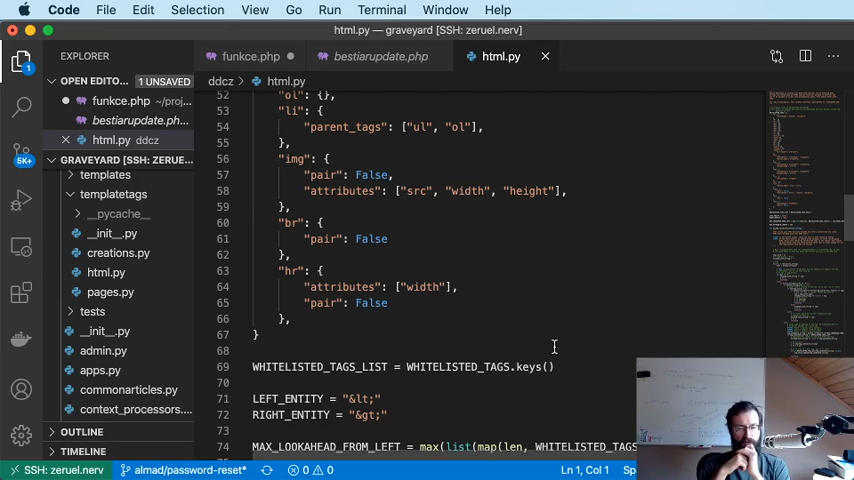 Code File Edit Selection View Go Run Terminal Window Help
html.py — graveyard [SSH: zeruel.nerv]
EXPLORER
funkce.php
bestiarupdate.php
html.py
OPEN EDITO... 1 UNSAVED
ddcz > html.py
funkce.php ~/proj...
bestiarupdate.ph...
html.py ddcz
GRAVEYARD [SSH: ZERUEL...
templates
templatetags
__pycache__
__init__.py
creations.py
html.py
pages.py
tests
__init__.py
admin.py
apps.py
commonarticles.py
context_processors...
OUTLINE
TIMELINE
1
5K+
52 "ol": {},
53 "li": {
54 "parent_tags": ["ul", "ol"],
55 },
56 "img": {
57 "pair": False,
58 "attributes": ["src", "width", "height"],
59 },
60 "br": {
61 "pair": False
62 },
63 "hr": {
64 "attributes": ["width"],
65 "pair": False
66 },
67 }
68
69 WHITELISTED_TAGS_LIST = WHITELISTED_TAGS.keys()
70
71 LEFT_ENTITY = "&lt;"
72 RIGHT_ENTITY = "&gt;"
73
74 MAX_LOOKAHEAD_FROM_LEFT = max(list(map(len, WHITELISTED_TAGS
SSH: zeruel.nerv almad/password-reset* 0 0 Ln 1, Col 1 Sp